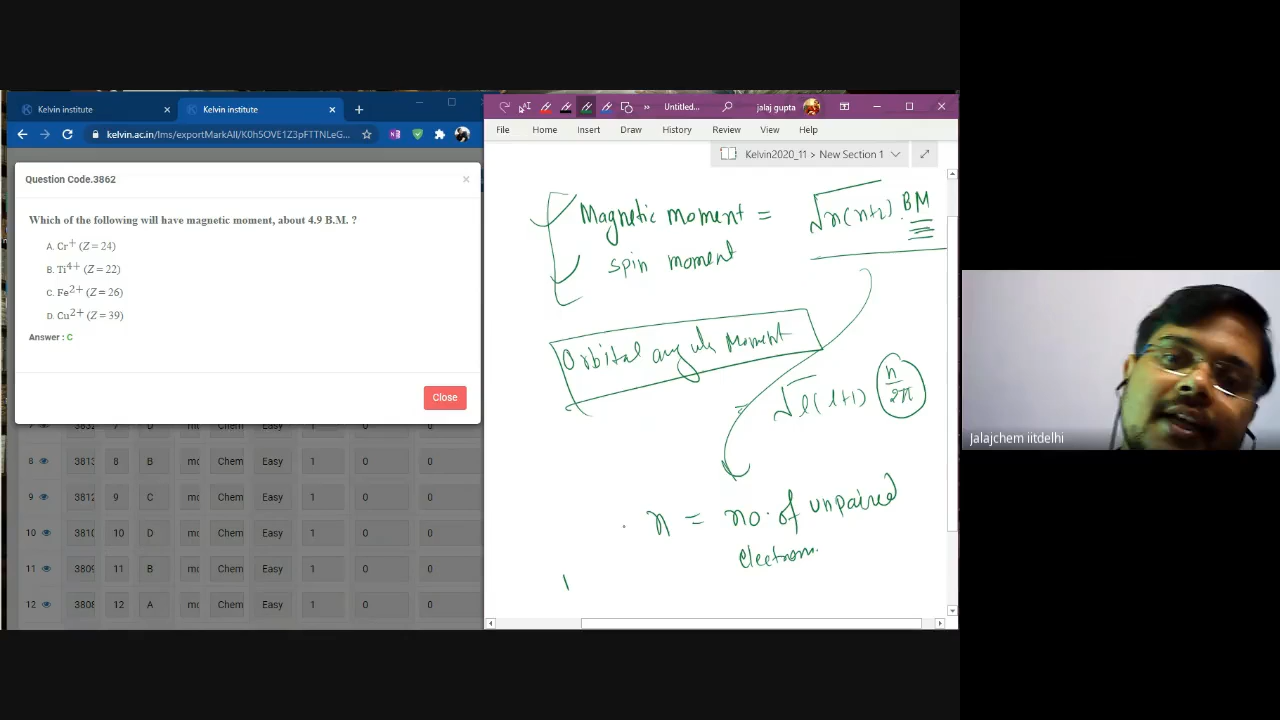 Kelvin institute
Kelvin institute
kelvin.ac.in/lms/exportMarkAll/K0h5OVE1Z3pFTTNLeG...
Question Code.3862
Which of the following will have magnetic moment, about 4.9 B.M. ?
A. Cr⁺ (Z = 24)
B. Ti⁴⁺ (Z = 22)
C. Fe²⁺ (Z = 26)
D. Cu²⁺ (Z = 39)
Answer : C
Close
8 3813 8 B Chem Easy 1 0 0
9 3812 9 C Chem Easy 1 0 0
10 3810 10 D Chem Easy 1 0 0
11 3809 11 B Chem Easy 1 0 0
12 3808 12 A Chem Easy 1 0 0
Untitled... jalaj gupta
File Home Insert Draw History Review View Help
Kelvin2020_11 > New Section 1
Magnetic moment = √n(n+2) BM
spin moment
Orbital angular Moment
√l(l+1) h/2π
n = no. of unpaired
electrons
Jalajchem iitdelhi